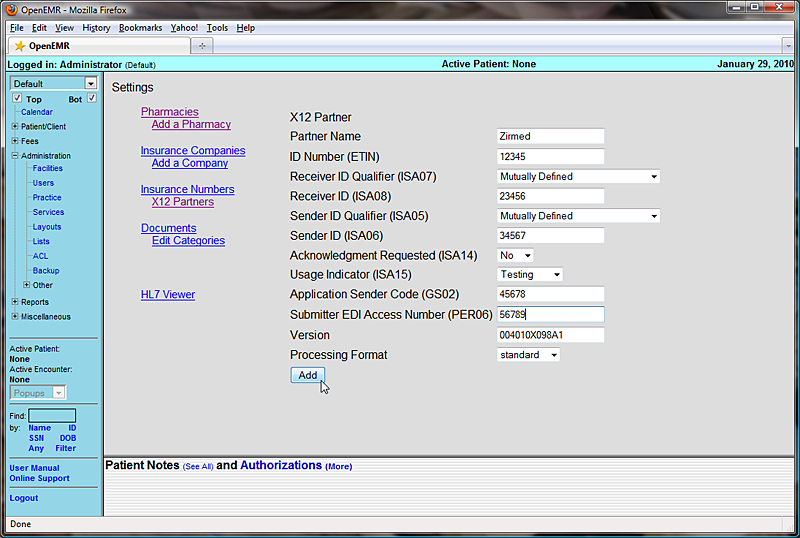 OpenEMR - Mozilla Firefox
File Edit View History Bookmarks Yahoo! Tools Help
OpenEMR
Logged in: Administrator (Default) Active Patient: None January 29, 2010
Default
Top Bot
Calendar
Patient/Client
Fees
Administration
Facilities
Users
Practice
Services
Layouts
Lists
ACL
Backup
Other
Reports
Miscellaneous
Active Patient:
None
Active Encounter:
None
Popups
Find:
by: Name ID
SSN DOB
Any Filter
User Manual
Online Support
Logout
Settings
Pharmacies
Add a Pharmacy
Insurance Companies
Add a Company
Insurance Numbers
X12 Partners
Documents
Edit Categories
HL7 Viewer
X12 Partner
Partner Name Zirmed
ID Number (ETIN) 12345
Receiver ID Qualifier (ISA07) Mutually Defined
Receiver ID (ISA08) 23456
Sender ID Qualifier (ISA05) Mutually Defined
Sender ID (ISA06) 34567
Acknowledgment Requested (ISA14) No
Usage Indicator (ISA15) Testing
Application Sender Code (GS02) 45678
Submitter EDI Access Number (PER06) 56789
Version 004010X098A1
Processing Format standard
Add
Patient Notes (See All) and Authorizations (More)
Done